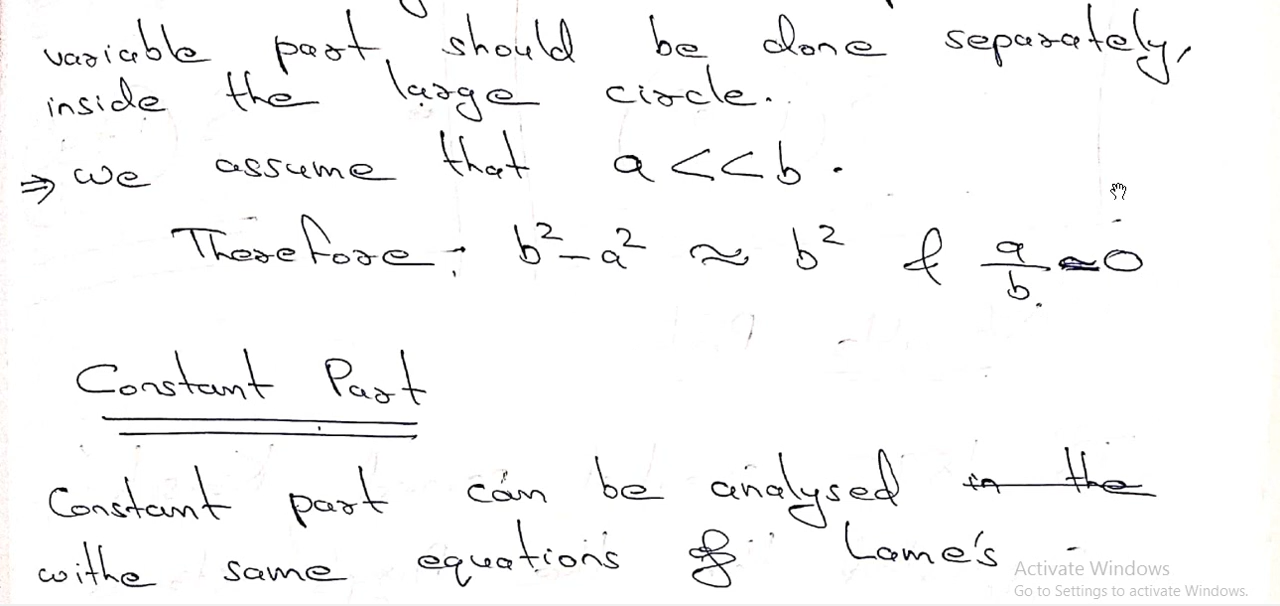 variable part should be done separately,
inside the large circle.
⇒ we assume that a << b.
Therefore: b² - a² ≈ b² & a/b ≈ 0
Constant Part
Constant part can be analysed in the
withe same equations of Lame's
Activate Windows
Go to Settings to activate Windows.